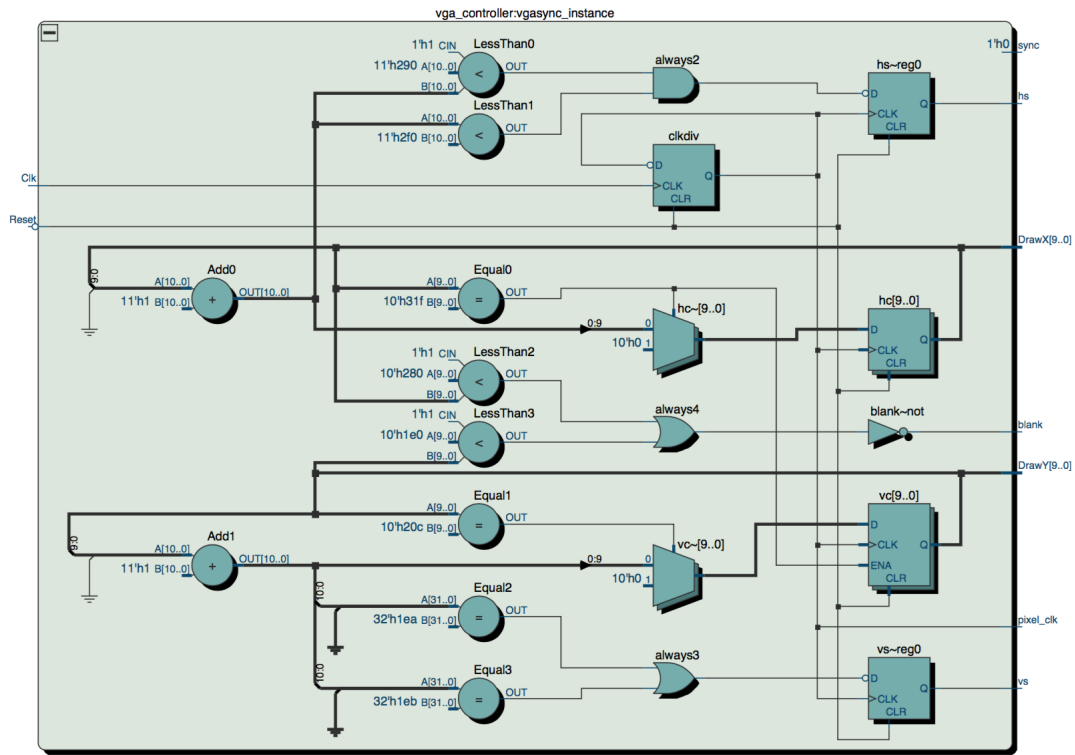 vga_controller:vgasync_instance
1'h0 sync
1'h1 CIN LessThan0
11'h290 A[10..0] < OUT
B[10..0]
LessThan1
A[10..0] < OUT
11'h2f0 B[10..0]
always2
hs~reg0
D Q
CLK
CLR
hs
clkdiv
D Q
CLK
CLR
Clk
Reset
DrawX[9..0]
9:0
Add0
A[10..0] + OUT[10..0]
11'h1 B[10..0]
Equal0
A[9..0] = OUT
10'h31f B[9..0]
hc~[9..0]
0:9 0
10'h0 1
hc[9..0]
D Q
CLK
CLR
LessThan2
1'h1 CIN
10'h280 A[9..0] < OUT
B[9..0]
LessThan3
1'h1 CIN
10'h1e0 A[9..0] < OUT
B[9..0]
always4
blank~not
blank
DrawY[9..0]
9:0
Add1
A[10..0] + OUT[10..0]
11'h1 B[10..0]
Equal1
A[9..0] = OUT
10'h20c B[9..0]
vc~[9..0]
0:9 0
10'h0 1
vc[9..0]
D Q
CLK
ENA
CLR
10:0
Equal2
A[31..0] = OUT
32'h1ea B[31..0]
pixel_clk
10:0
Equal3
A[31..0] = OUT
32'h1eb B[31..0]
always3
vs~reg0
D Q
CLK
CLR
vs